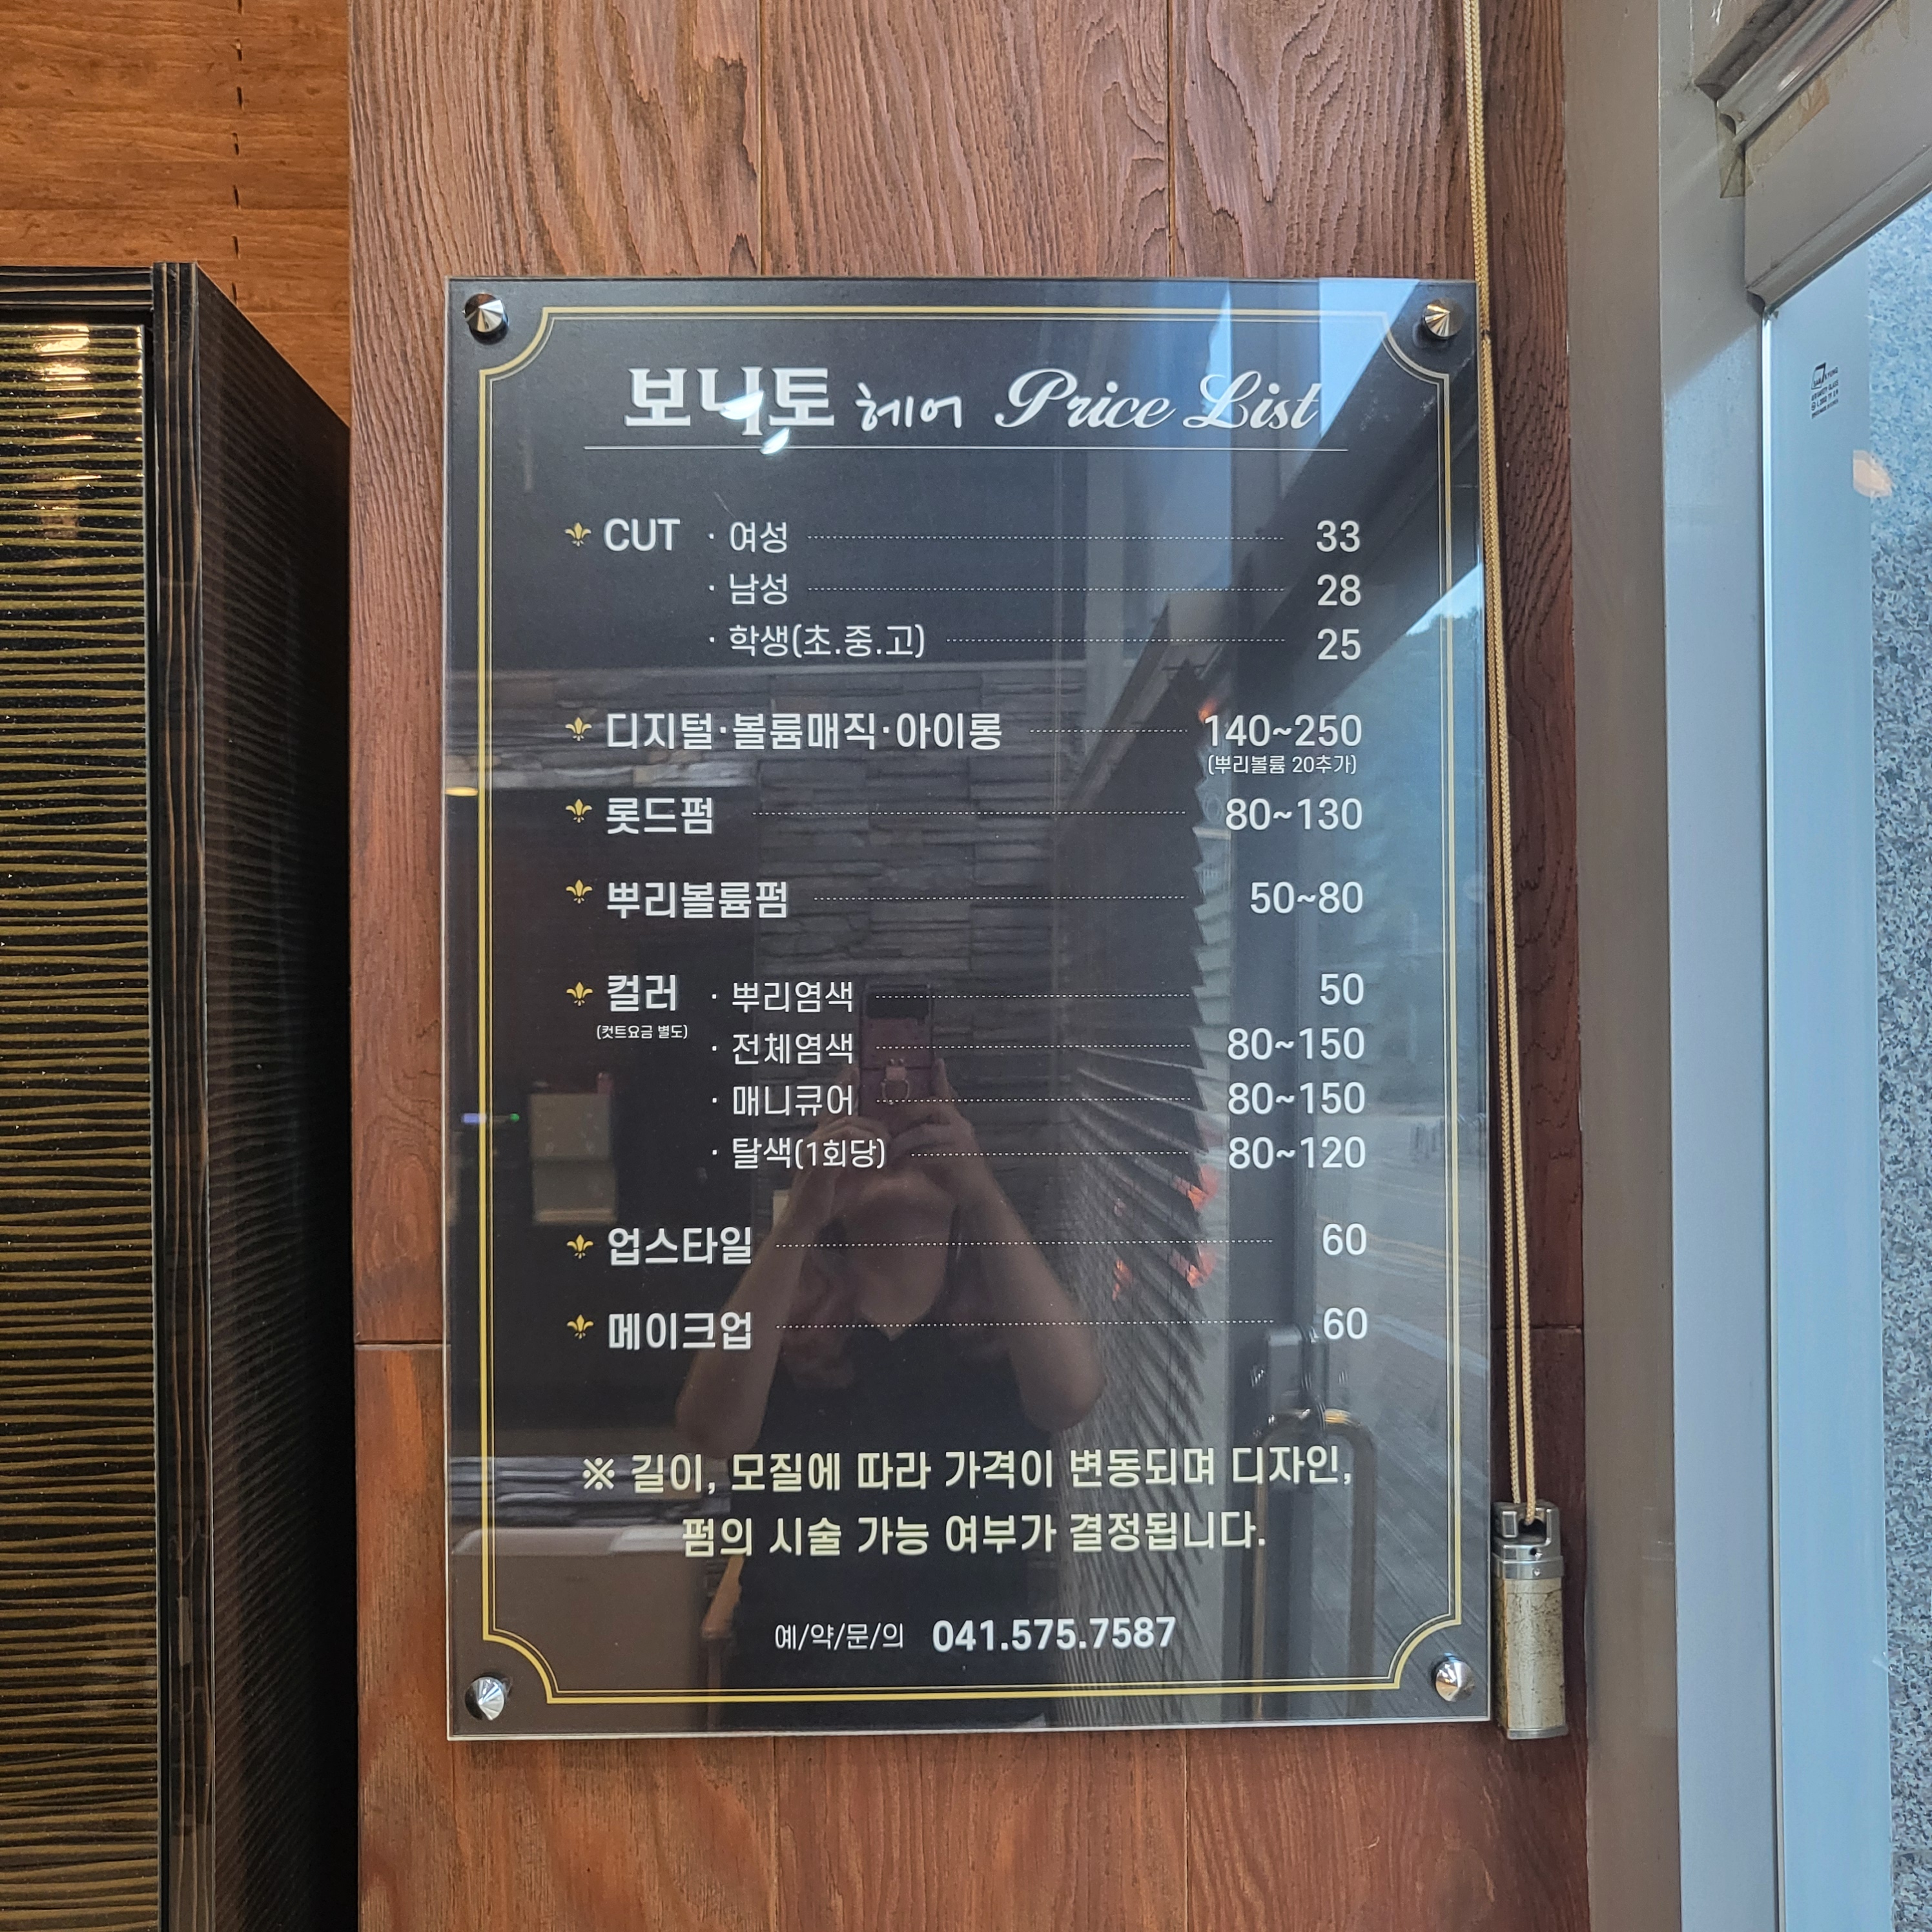 보니토 헤어 Price List
CUT · 여성 33
· 남성 28
· 학생(초.중.고) 25
디지털·볼륨매직·아이롱 140~250
(뿌리볼륨 20추가)
롯드펌 80~130
뿌리볼륨펌 50~80
컬러 · 뿌리염색 50
(컷트요금 별도)
· 전체염색 80~150
· 매니큐어 80~150
· 탈색(1회당) 80~120
업스타일 60
메이크업 60
※ 길이, 모질에 따라 가격이 변동되며 디자인,
펌의 시술 가능 여부가 결정됩니다.
예/약/문/의 041.575.7587